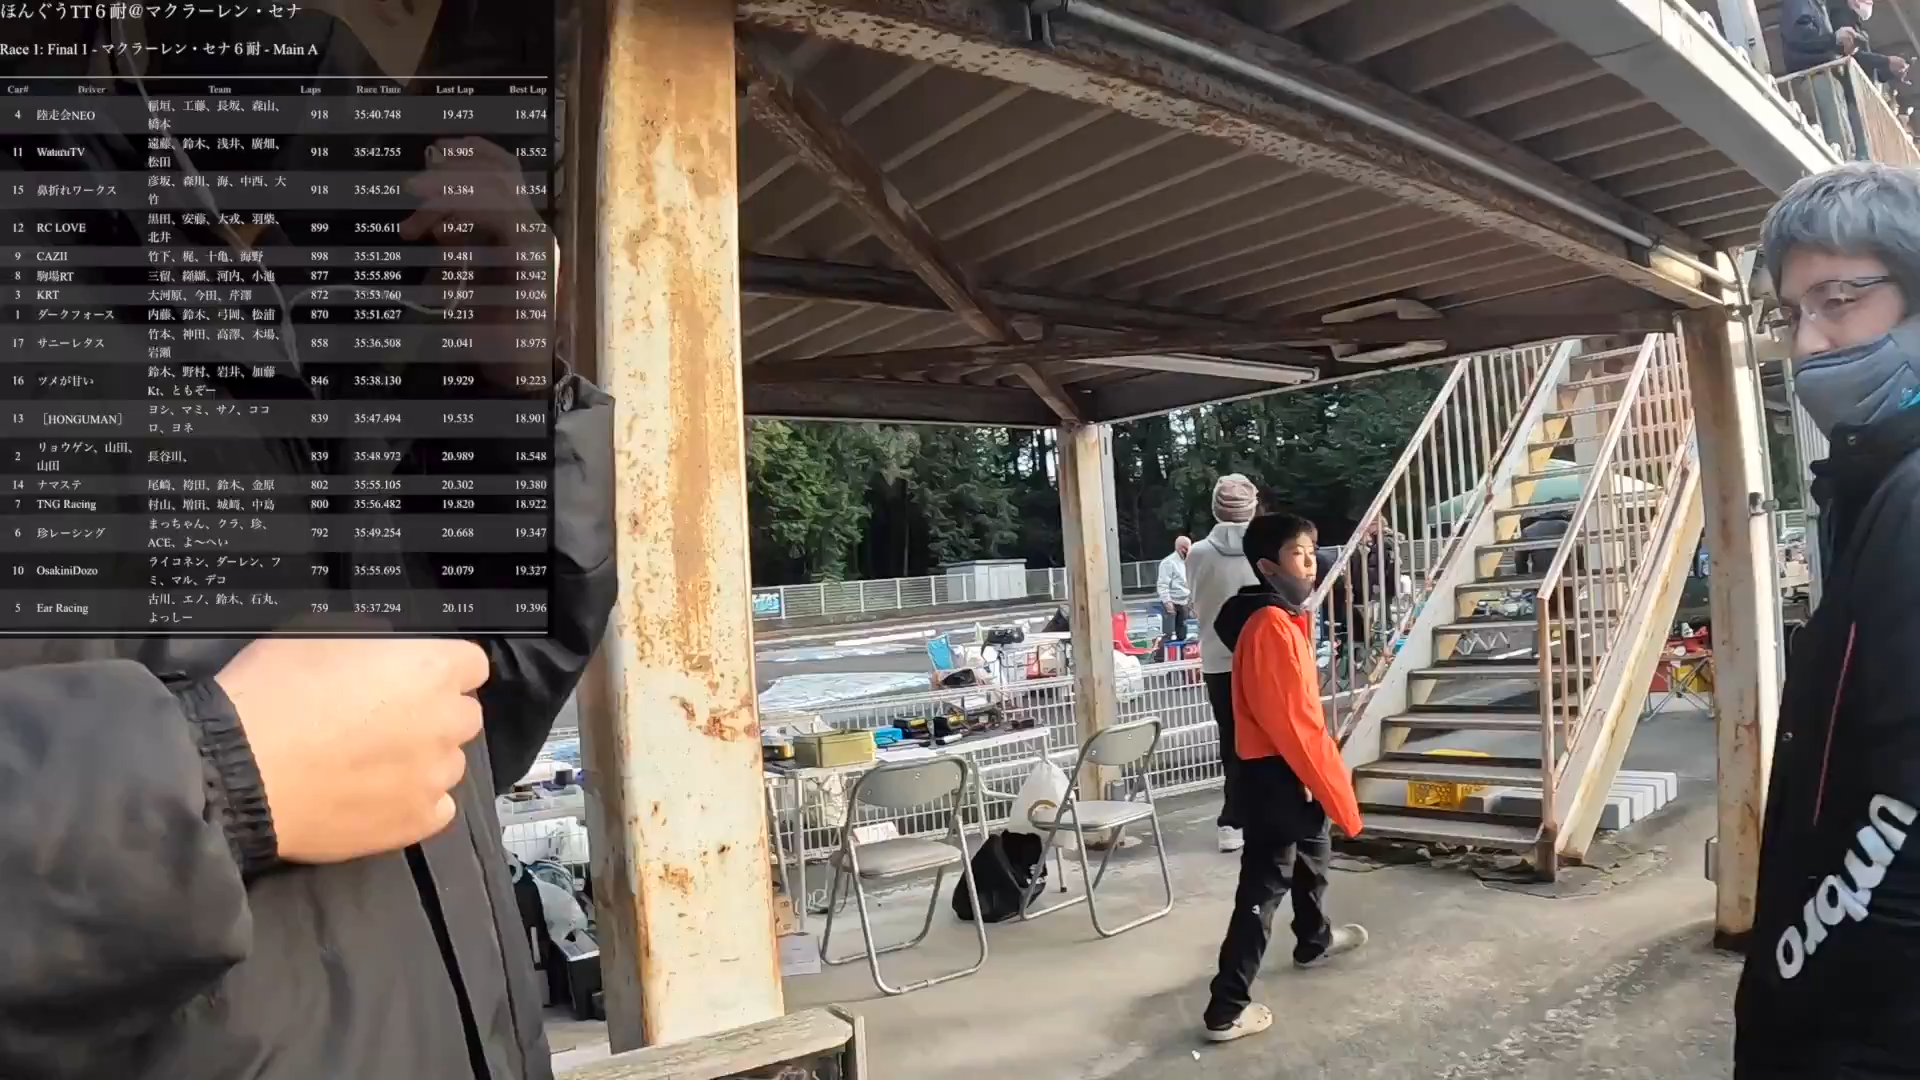 ほんぐうTT６耐＠マクラーレン・セナ
Race 1: Final 1 - マクラーレン・セナ６耐 - Main A
Car# Driver Team Laps Race Time Last Lap Best Lap
4 陸走会NEO 稲垣、工藤、長坂、森山、橋本 918 35:40.748 19.473 18.474
11 WataruTV 遠藤、鈴木、浅井、廣畑、松田 918 35:42.755 18.905 18.552
15 鼻折れワークス 彦坂、森川、海、中西、大竹 918 35:45.261 18.384 18.354
12 RC LOVE 黒田、安藤、大戎、羽柴、北井 899 35:50.611 19.427 18.572
9 CAZII 竹下、梶、十亀、海野 898 35:51.208 19.481 18.765
8 駒場RT 三留、纐纈、河内、小池 877 35:55.896 20.828 18.942
3 KRT 大河原、今田、芹澤 872 35:53.760 19.807 19.026
1 ダークフォース 内藤、鈴木、弓岡、松浦 870 35:51.627 19.213 18.704
17 サニーレタス 竹本、神田、高澤、木場、岩瀬 858 35:36.508 20.041 18.975
16 ツメが甘い 鈴木、野村、岩井、加藤Kt、ともぞー 846 35:38.130 19.929 19.223
13 ［HONGUMAN］ ヨシ、マミ、サノ、ココロ、ヨネ 839 35:47.494 19.535 18.901
2 リョウゲン、山田、山田 長谷川、 839 35:48.972 20.989 18.548
14 ナマステ 尾崎、袴田、鈴木、金原 802 35:55.105 20.302 19.380
7 TNG Racing 村山、増田、城崎、中島 800 35:56.482 19.820 18.922
6 珍レーシング まっちゃん、クラ、珍、ACE、よ〜へい 792 35:49.254 20.668 19.347
10 OsakiniDozo ライコネン、ダーレン、フミ、マル、デコ 779 35:55.695 20.079 19.327
5 Ear Racing 古川、エノ、鈴木、石丸、よっしー 759 35:37.294 20.115 19.396